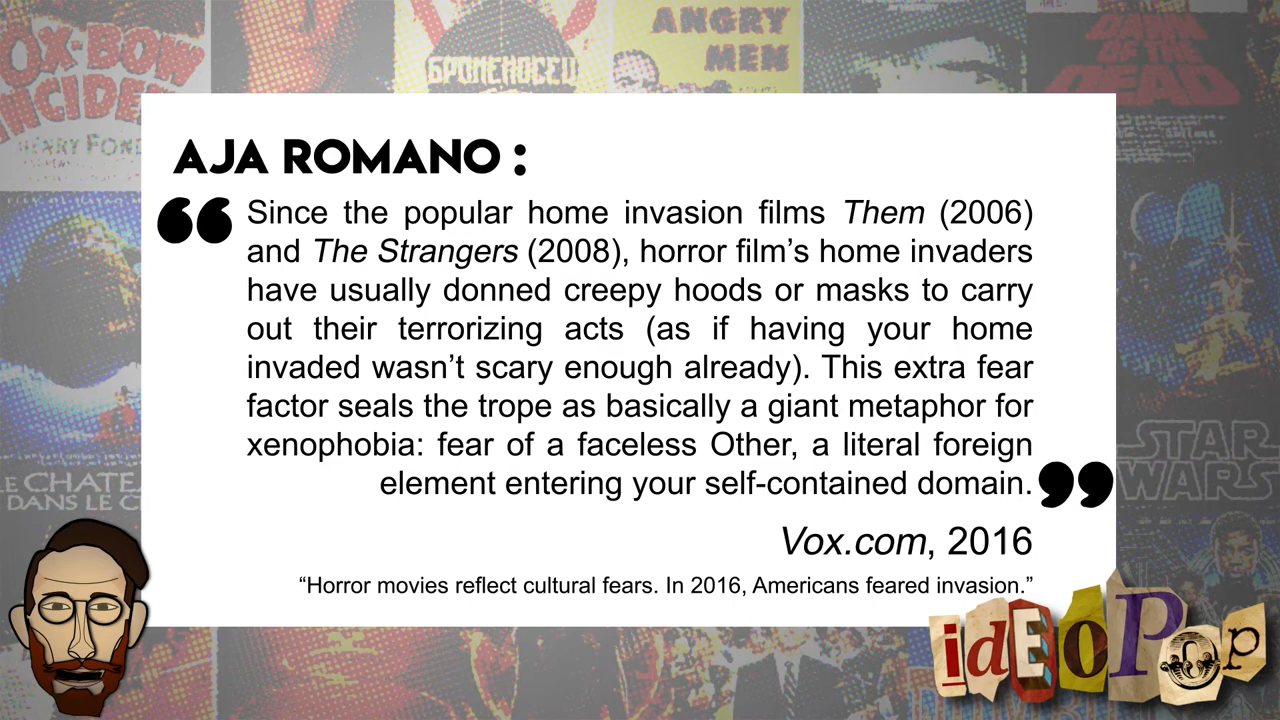 OX-BOW
INCIDE
HENRY FOND
БРОНЕНОСЕЦ
ANGRY
MEN
DAWN
OF THE
DEAD
AJA ROMANO :
“Since the popular home invasion films Them (2006)
and The Strangers (2008), horror film’s home invaders
have usually donned creepy hoods or masks to carry
out their terrorizing acts (as if having your home
invaded wasn’t scary enough already). This extra fear
factor seals the trope as basically a giant metaphor for
xenophobia: fear of a faceless Other, a literal foreign
element entering your self-contained domain.”
STAR
WARS
LE CHATE
DANS LE C
Vox.com, 2016
“Horror movies reflect cultural fears. In 2016, Americans feared invasion.”
idEOPOp